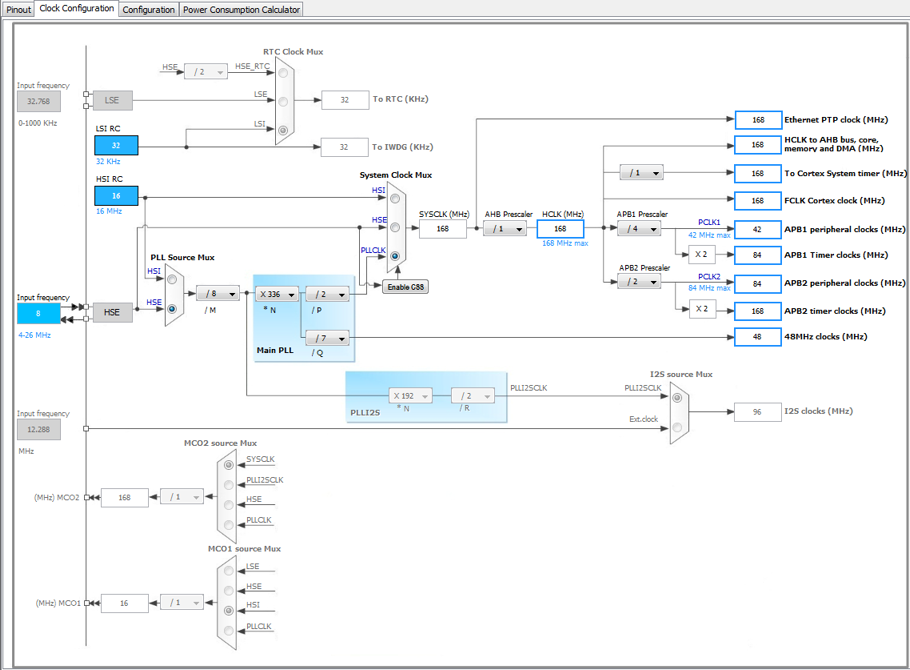 Pinout
Clock Configuration
Configuration
Power Consumption Calculator
RTC Clock Mux
HSE
/ 2
HSE_RTC
Input frequency
32.768
0-1000 KHz
LSE
LSE
32
To RTC (KHz)
LSI RC
32
32 KHz
LSI
32
To IWDG (KHz)
HSI RC
16
16 MHz
System Clock Mux
HSI
HSE
PLLCLK
Enable CSS
SYSCLK (MHz)
168
AHB Prescaler
/ 1
HCLK (MHz)
168
168 MHz max
168
Ethernet PTP clock (MHz)
168
HCLK to AHB bus, core,
memory and DMA (MHz)
/ 1
168
To Cortex System timer (MHz)
168
FCLK Cortex clock (MHz)
APB1 Prescaler
/ 4
PCLK1
42 MHz max
42
APB1 peripheral clocks (MHz)
X 2
84
APB1 Timer clocks (MHz)
APB2 Prescaler
/ 2
PCLK2
84 MHz max
84
APB2 peripheral clocks (MHz)
X 2
168
APB2 timer clocks (MHz)
48
48MHz clocks (MHz)
PLL Source Mux
HSI
HSE
Input frequency
8
4-26 MHz
HSE
/ 8
/ M
X 336
* N
/ 2
/ P
/ 7
/ Q
Main PLL
PLLI2S
X 192
* N
/ 2
/ R
PLLI2SCLK
I2S source Mux
PLLI2SCLK
Ext.clock
96
I2S clocks (MHz)
Input frequency
12.288
MHz
MCO2 source Mux
SYSCLK
PLLI2SCLK
HSE
PLLCLK
(MHz) MCO2
168
/ 1
MCO1 source Mux
LSE
HSE
HSI
PLLCLK
(MHz) MCO1
16
/ 1